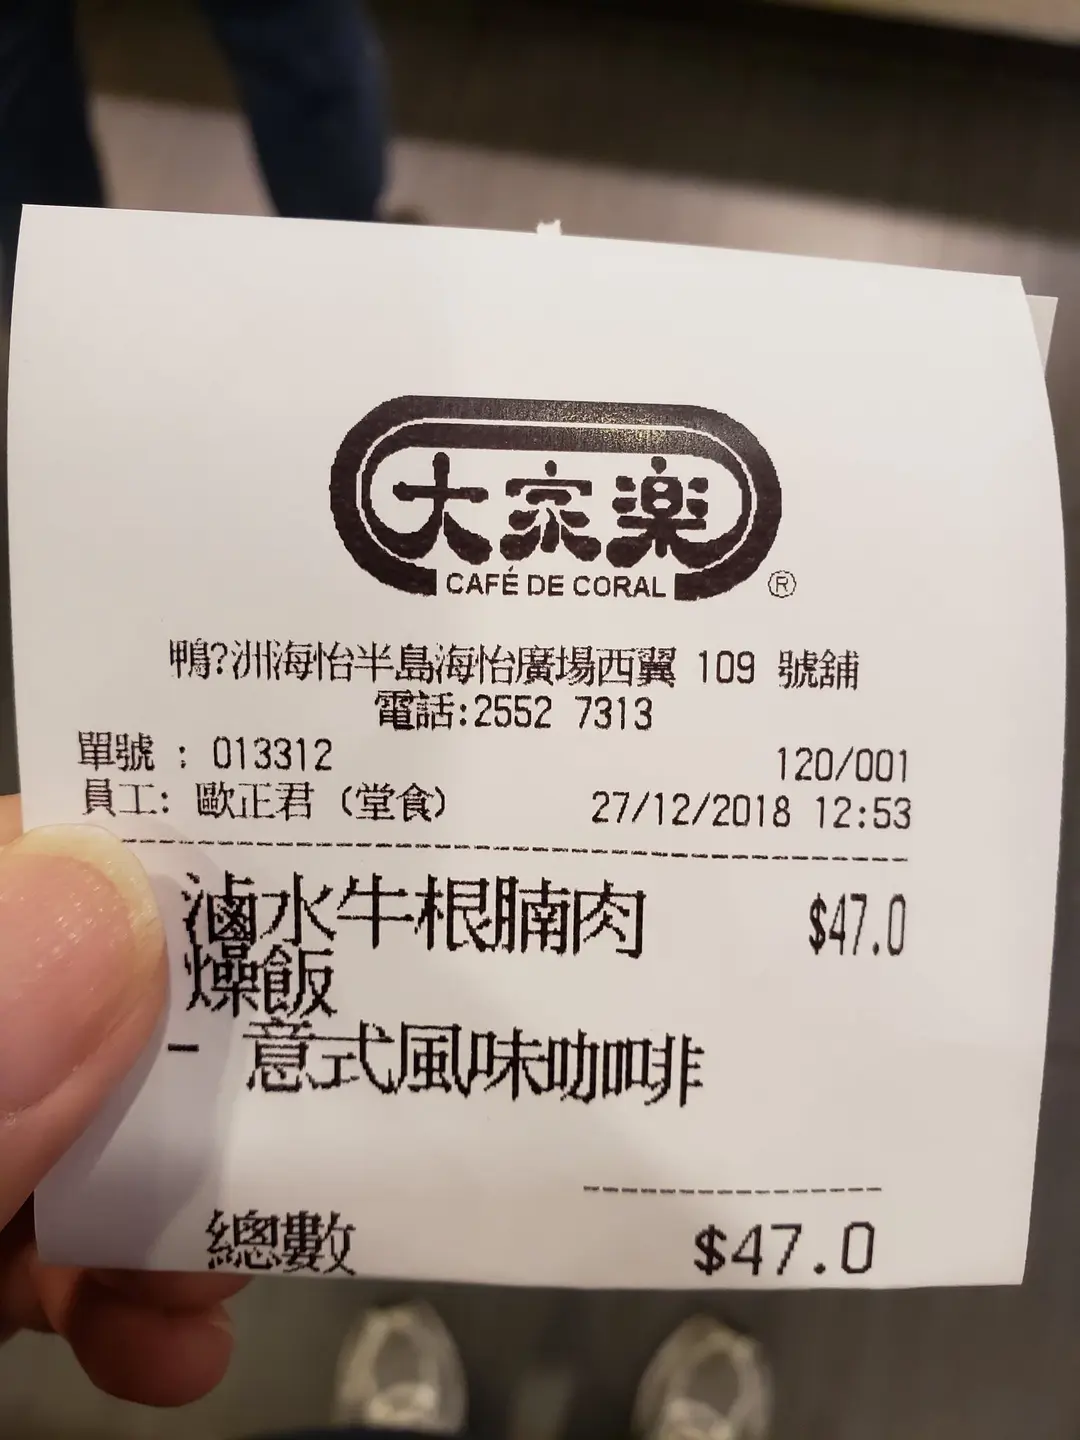 大家楽
CAFÉ DE CORAL ®
鴨?洲海怡半島海怡廣場西翼 109 號舖
電話:2552 7313
單號 : 013312 120/001
員工: 歐正君 (堂食) 27/12/2018 12:53
滷水牛根腩肉 $47.0
燥飯
- 意式風味咖啡
總數 $47.0